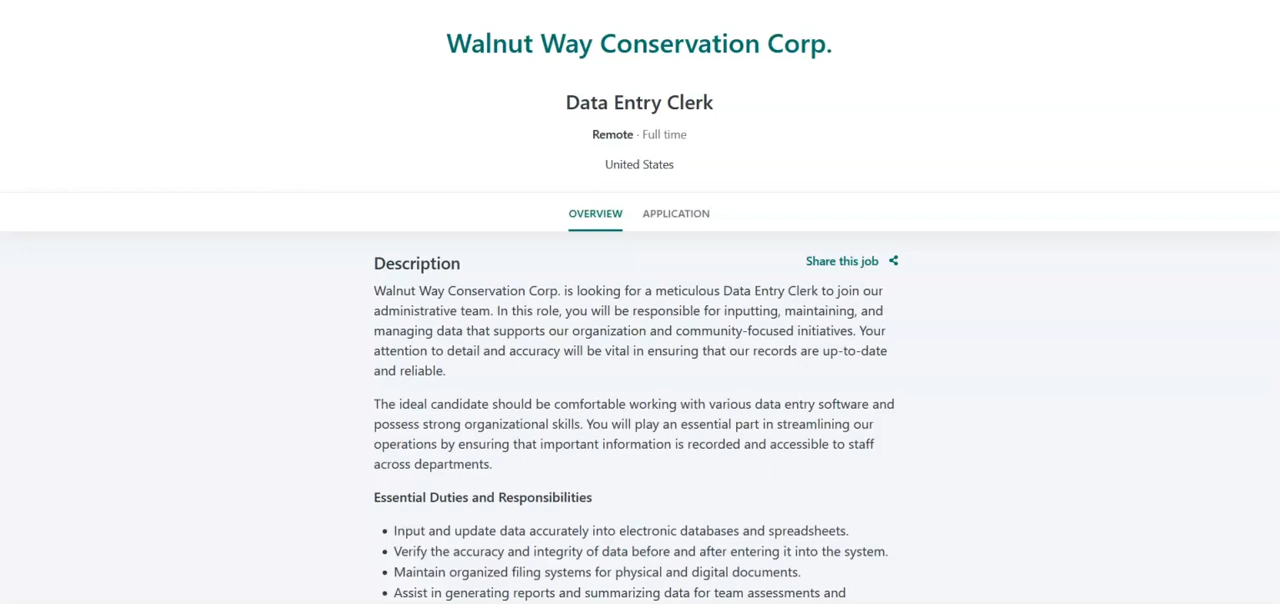 Walnut Way Conservation Corp.
Data Entry Clerk
Remote · Full time
United States
OVERVIEW APPLICATION
Description
Share this job
Walnut Way Conservation Corp. is looking for a meticulous Data Entry Clerk to join our
administrative team. In this role, you will be responsible for inputting, maintaining, and
managing data that supports our organization and community-focused initiatives. Your
attention to detail and accuracy will be vital in ensuring that our records are up-to-date
and reliable.
The ideal candidate should be comfortable working with various data entry software and
possess strong organizational skills. You will play an essential part in streamlining our
operations by ensuring that important information is recorded and accessible to staff
across departments.
Essential Duties and Responsibilities
• Input and update data accurately into electronic databases and spreadsheets.
• Verify the accuracy and integrity of data before and after entering it into the system.
• Maintain organized filing systems for physical and digital documents.
• Assist in generating reports and summarizing data for team assessments and